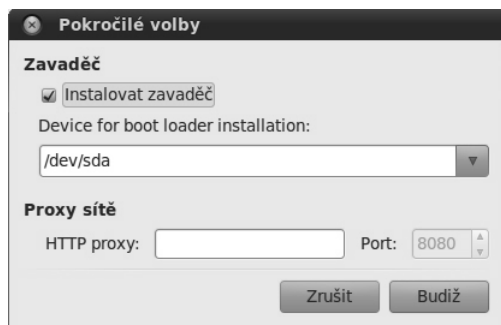 Pokročilé volby
Zavaděč
Instalovat zavaděč
Device for boot loader installation:
/dev/sda
Proxy sítě
HTTP proxy: Port: 8080
Zrušit Budiž